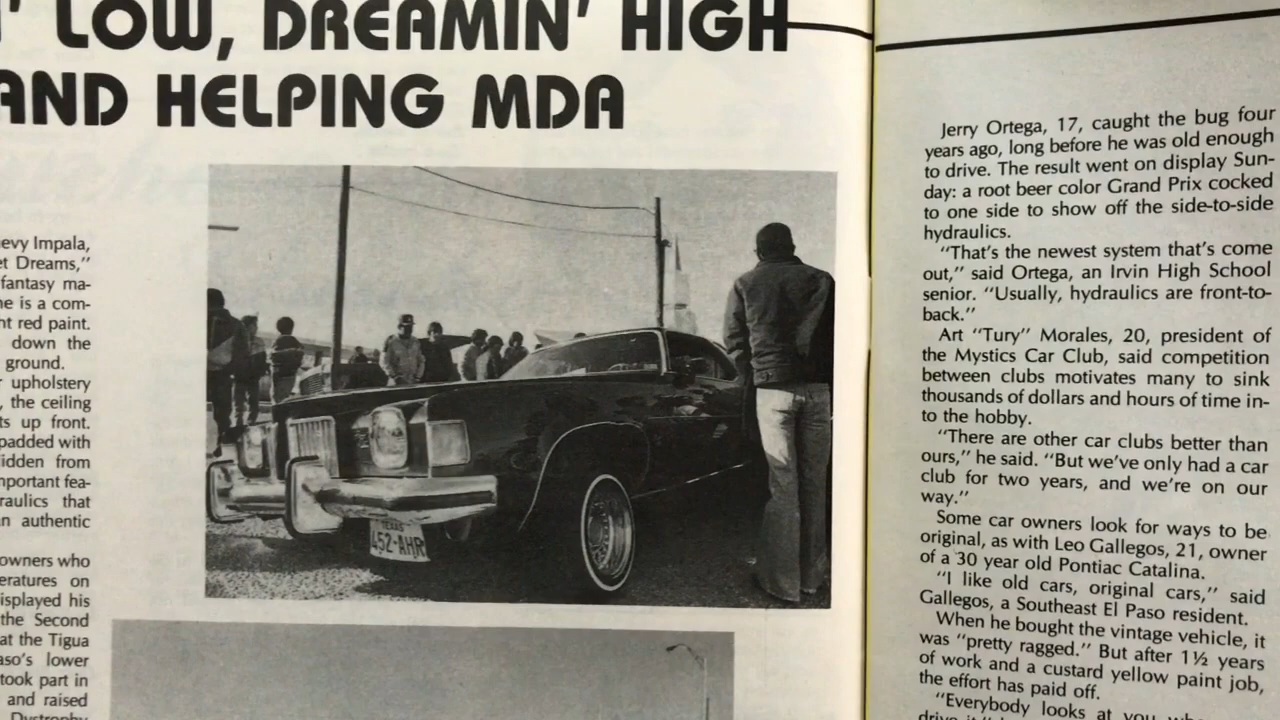 ' LOW, DREAMIN' HIGH
AND HELPING MDA
evy Impala,
et Dreams,"
fantasy ma-
ne is a com-
ht red paint.
down the
ground.
r upholstery
, the ceiling
ts up front.
padded with
idden from
mportant fea-
raulics that
an authentic
owners who
eratures on
isplayed his
the Second
at the Tigua
aso's lower
took part in
and raised
Dystrophy
TEXAS
452-AHR
Jerry Ortega, 17, caught the bug four
years ago, long before he was old enough
to drive. The result went on display Sun-
day: a root beer color Grand Prix cocked
to one side to show off the side-to-side
hydraulics.
"That's the newest system that's come
out," said Ortega, an Irvin High School
senior. "Usually, hydraulics are front-to-
back."
Art "Tury" Morales, 20, president of
the Mystics Car Club, said competition
between clubs motivates many to sink
thousands of dollars and hours of time in-
to the hobby.
"There are other car clubs better than
ours," he said. "But we've only had a car
club for two years, and we're on our
way."
Some car owners look for ways to be
original, as with Leo Gallegos, 21, owner
of a 30 year old Pontiac Catalina.
"I like old cars, original cars," said
Gallegos, a Southeast El Paso resident.
When he bought the vintage vehicle, it
was "pretty ragged." But after 1½ years
of work and a custard yellow paint job,
the effort has paid off.
"Everybody looks at you
drive it"